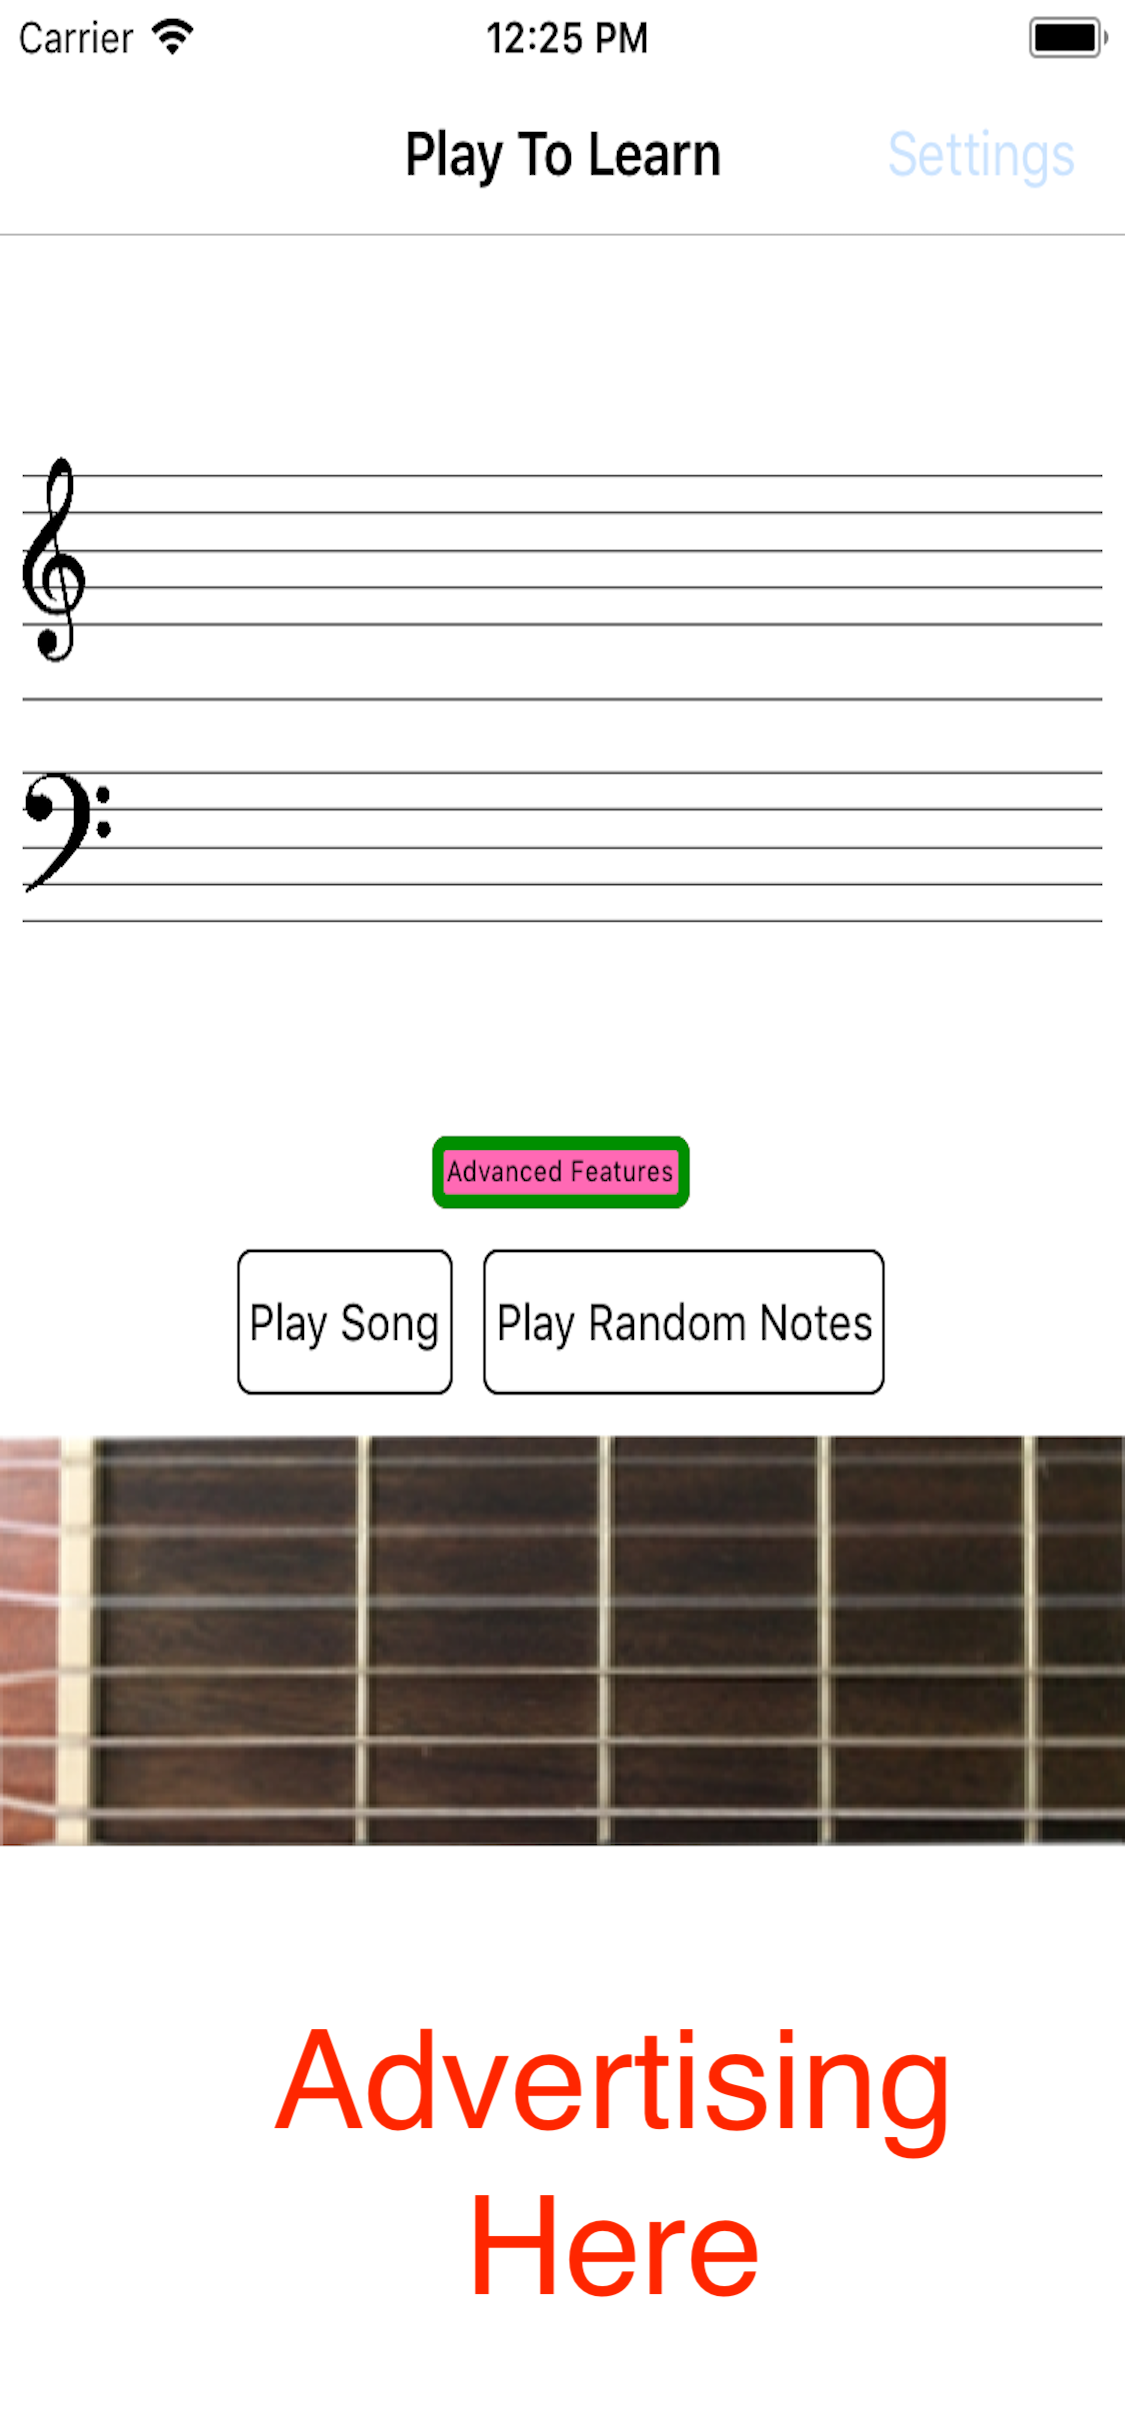 Carrier 12:25 PM
Play To Learn Settings
Advanced Features
Play Song Play Random Notes
Advertising
Here